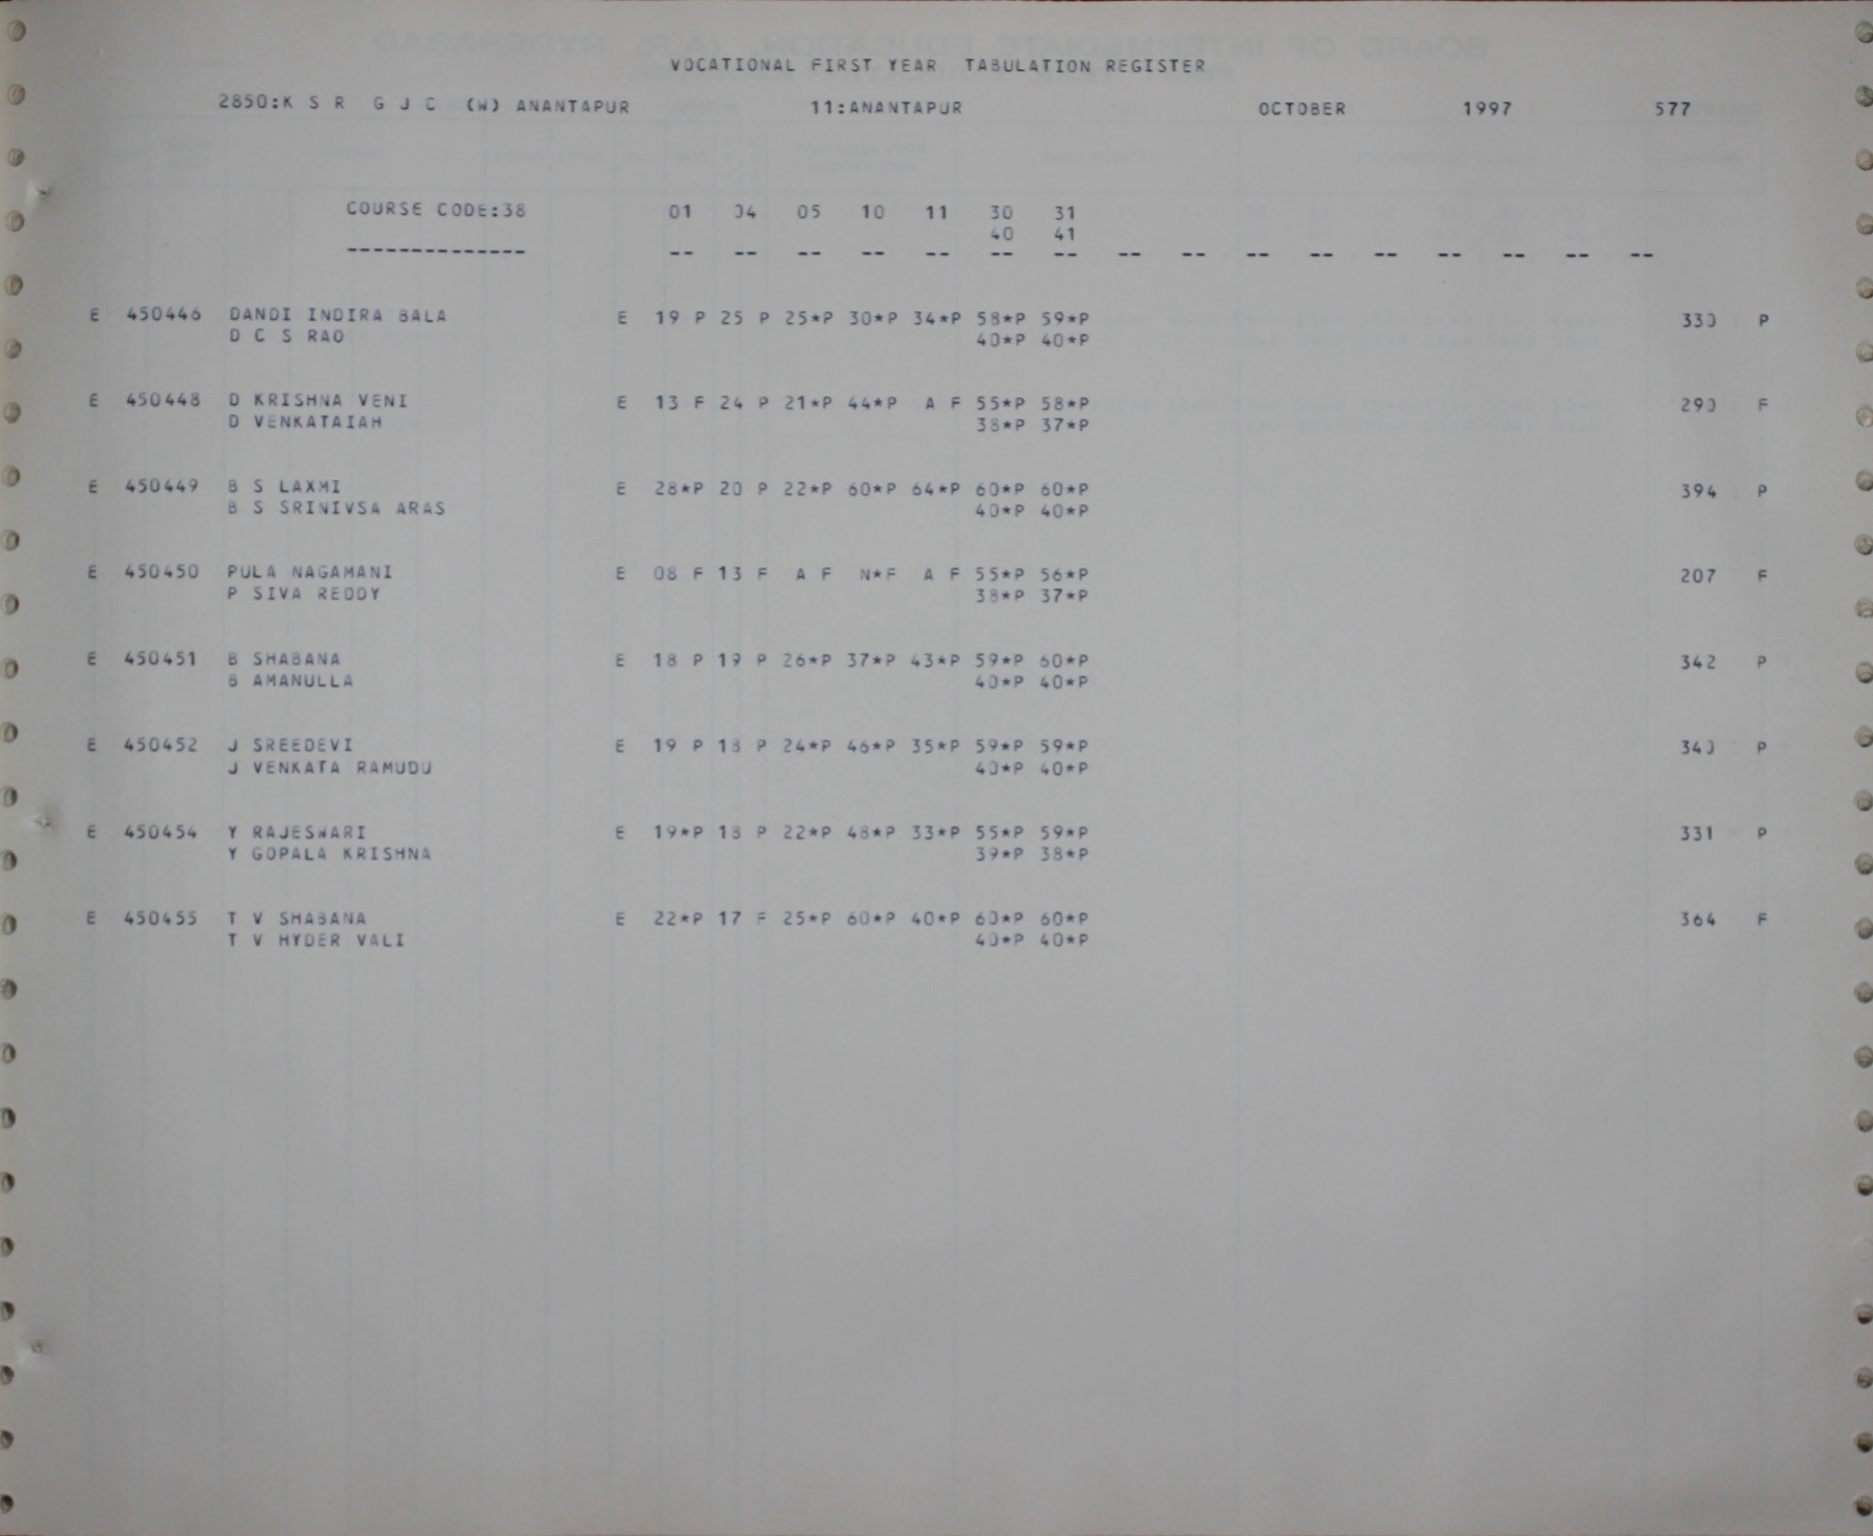 VOCATIONAL FIRST YEAR TABULATION REGISTER
2850:K S R G J C (W) ANANTAPUR 11:ANANTAPUR OCTOBER 1997 577
COURSE CODE:38 01 04 05 10 11 30 31
40 41
-------------- -- -- -- -- -- -- -- -- -- -- -- -- -- -- -- --
E 450446 DANDI INDIRA BALA E 19 P 25 P 25*P 30*P 34*P 58*P 59*P 330 P
D C S RAO 40*P 40*P
E 450448 D KRISHNA VENI E 13 F 24 P 21*P 44*P A F 55*P 58*P 290 F
D VENKATAIAH 38*P 37*P
E 450449 B S LAXMI E 28*P 20 P 22*P 60*P 64*P 60*P 60*P 394 P
B S SRINIVSA ARAS 40*P 40*P
E 450450 PULA NAGAMANI E 08 F 13 F A F N*F A F 55*P 56*P 207 F
P SIVA REDDY 38*P 37*P
E 450451 B SHABANA E 18 P 19 P 26*P 37*P 43*P 59*P 60*P 342 P
B AMANULLA 40*P 40*P
E 450452 J SREEDEVI E 19 P 18 P 24*P 46*P 35*P 59*P 59*P 340 P
J VENKATA RAMUDU 40*P 40*P
E 450454 Y RAJESWARI E 19*P 18 P 22*P 48*P 33*P 55*P 59*P 331 P
Y GOPALA KRISHNA 39*P 38*P
E 450455 T V SHABANA E 22*P 17 F 25*P 60*P 40*P 60*P 60*P 364 F
T V HYDER VALI 40*P 40*P